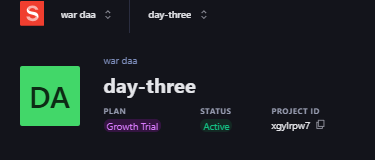 S war daa day-three
war daa
DA
day-three
PLAN STATUS PROJECT ID
Growth Trial Active xgylrpw7